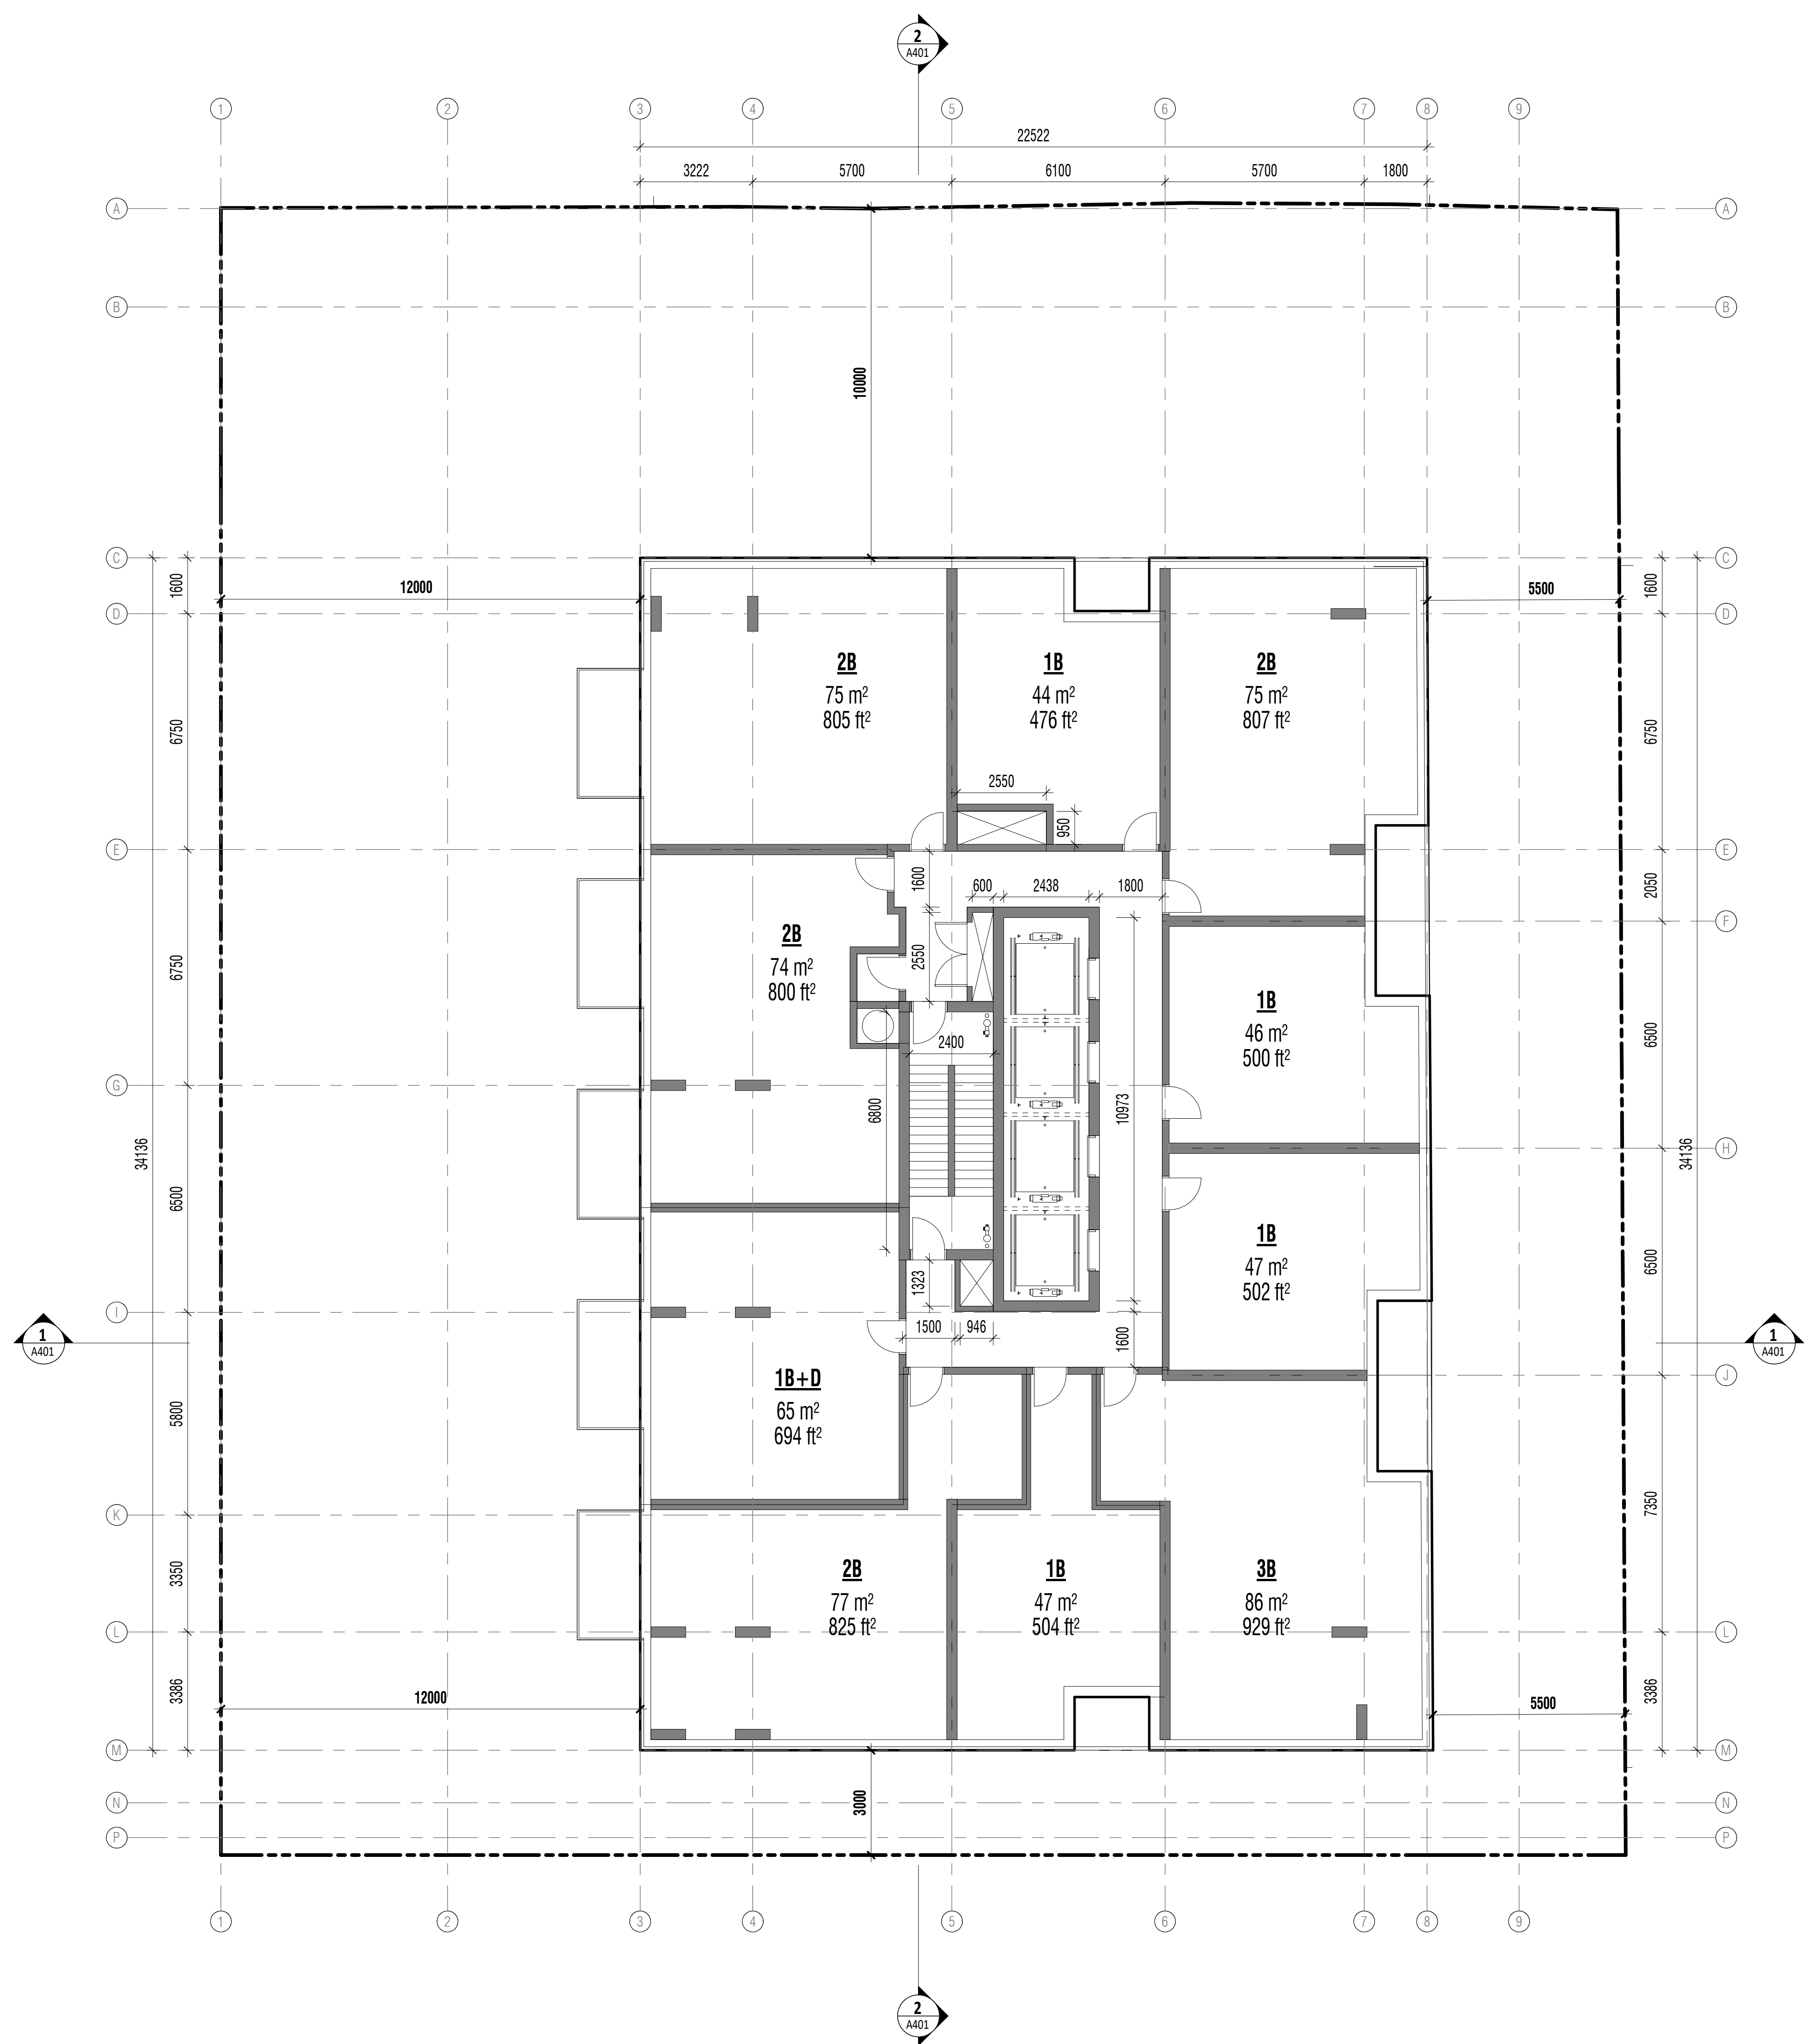 2
A401
1 2 3 4 5 6 7 8 9
22522
3222 5700 6100 5700 1800
A A
B B
10000
C C
1600 12000 5500 1600
D D
2B 1B 2B
75 m² 44 m² 75 m²
805 ft² 476 ft² 807 ft²
6750 6750
2550
950
E E
1600 600 2438 1800 2050
F F
2B
74 m²
800 ft²
6750 2550
1B
46 m²
500 ft²
2400 6500
G G
6800 10973
34136 34136
H H
6500 6500
1B
47 m²
502 ft²
1323
I I
1500 946 1600
1
A401
1
A401
J J
1B+D
65 m²
694 ft²
5800
7350
K K
3350
2B 1B 3B
77 m² 47 m² 86 m²
825 ft² 504 ft² 929 ft²
L L
3386 12000 5500 3386
M M
3000
N N
P P
1 2 3 4 5 6 7 8 9
2
A401